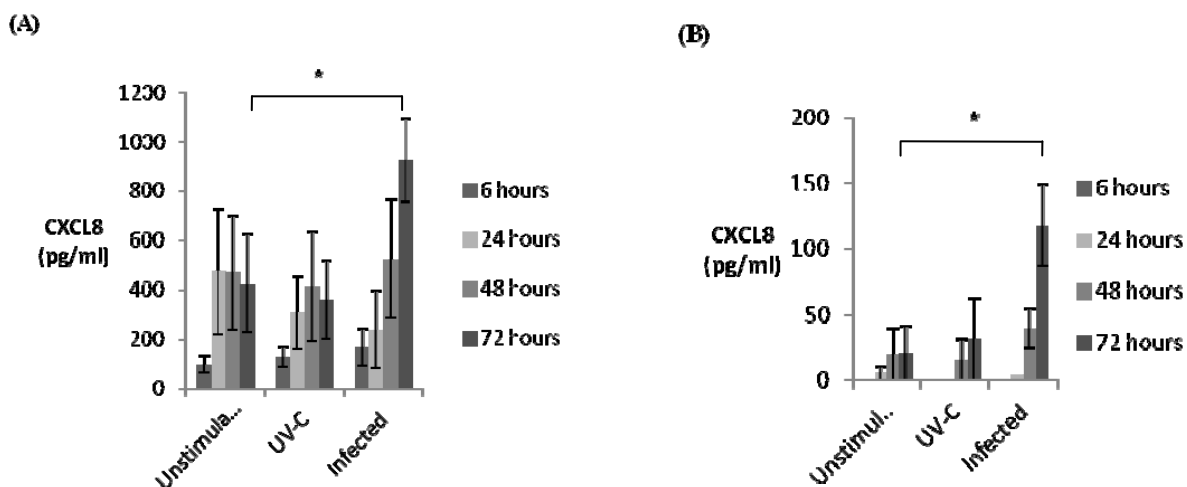 (A)
*
1200
1000
800
600
400
200
0
CXCL8
(pg/ml)
6 hours
24 hours
48 hours
72 hours
Unstimula...
UV-C
Infected
(B)
*
200
150
100
50
0
CXCL8
(pg/ml)
6 hours
24 hours
48 hours
72 hours
Unstimul..
UV-C
Infected